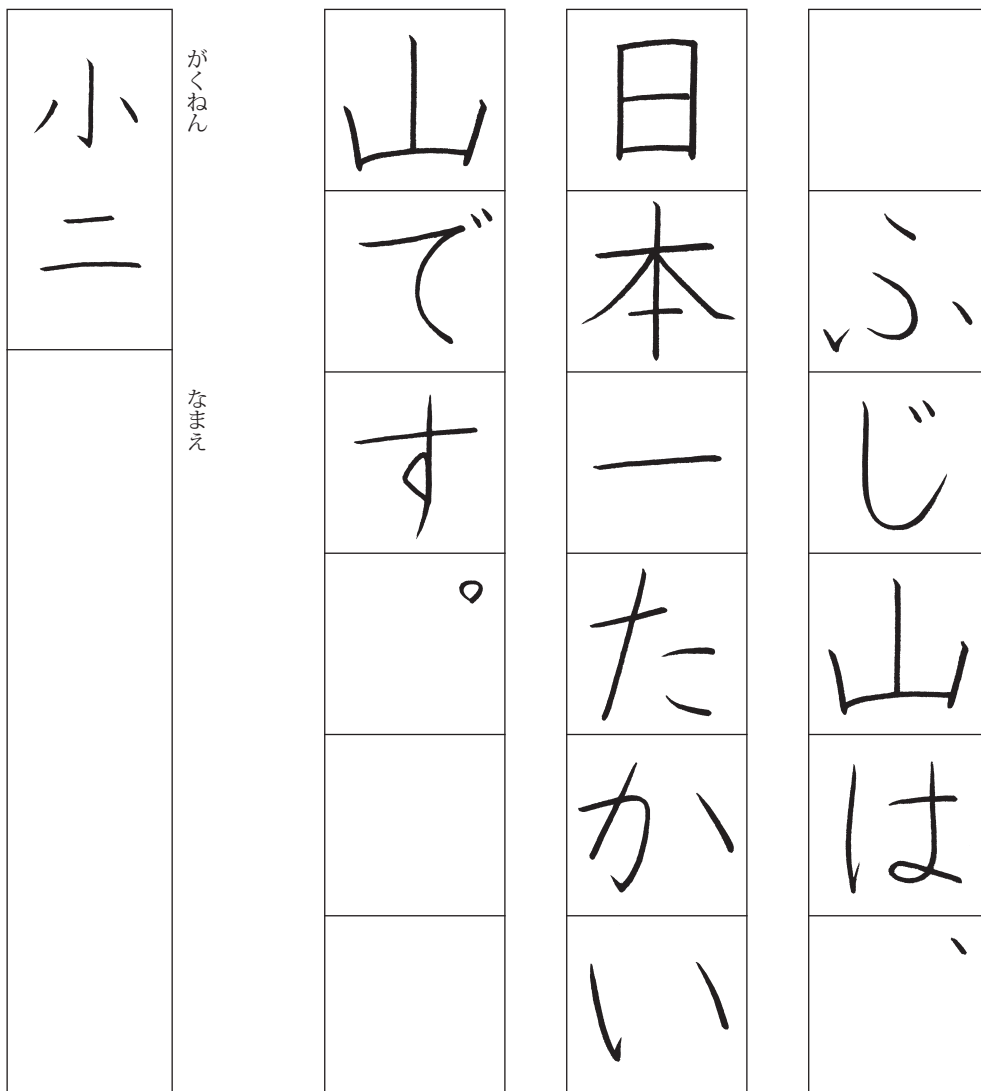 ふじ山は、
日本一たかい
山です。
がくねん
小二
なまえ